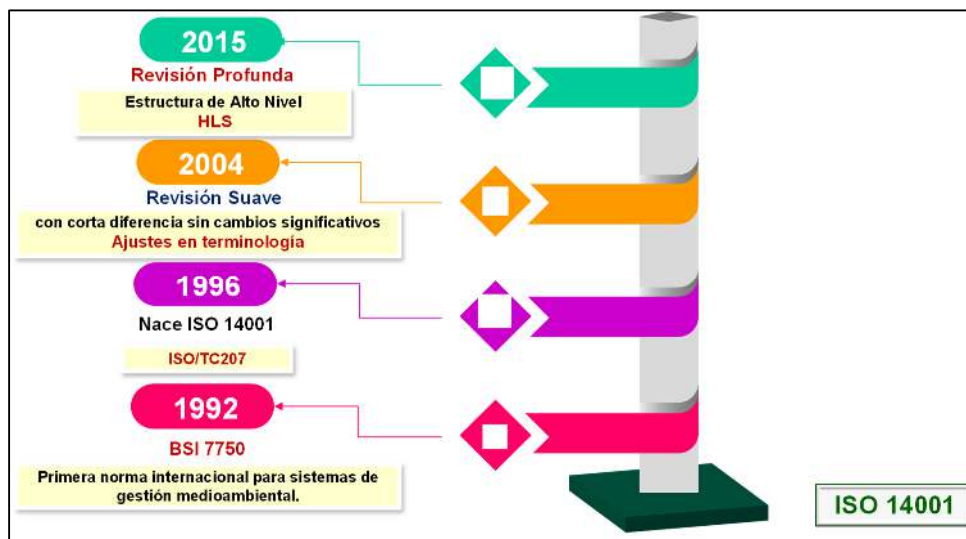 2015
Revisión Profunda
Estructura de Alto Nivel
HLS
2004
Revisión Suave
con corta diferencia sin cambios significativos
Ajustes en terminología
1996
Nace ISO 14001
ISO/TC207
1992
BSI 7750
Primera norma internacional para sistemas de
gestión medioambiental.
ISO 14001